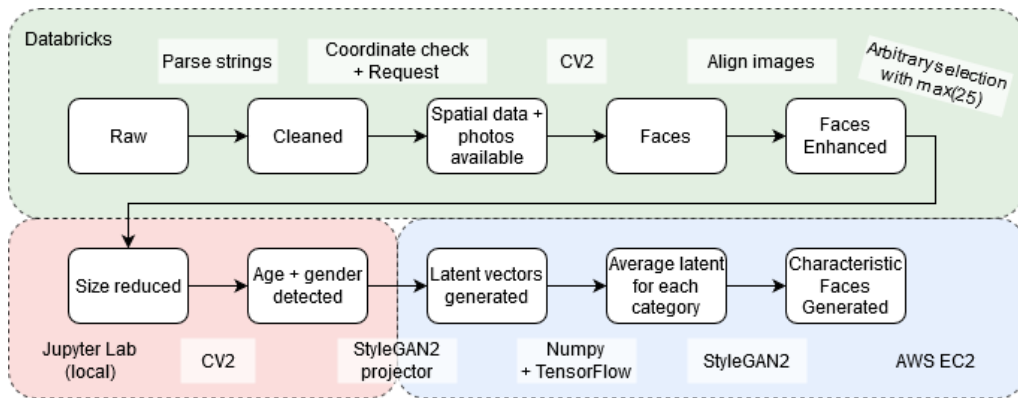 Databricks
Parse strings
Coordinate check
+ Request
CV2
Align images
Arbitrary selection
with max(25)
Raw
Cleaned
Spatial data +
photos
available
Faces
Faces
Enhanced
Size reduced
Age + gender
detected
Latent vectors
generated
Average latent
for each
category
Characteristic
Faces
Generated
Jupyter Lab
(local)
CV2
StyleGAN2
projector
Numpy
+ TensorFlow
StyleGAN2
AWS EC2